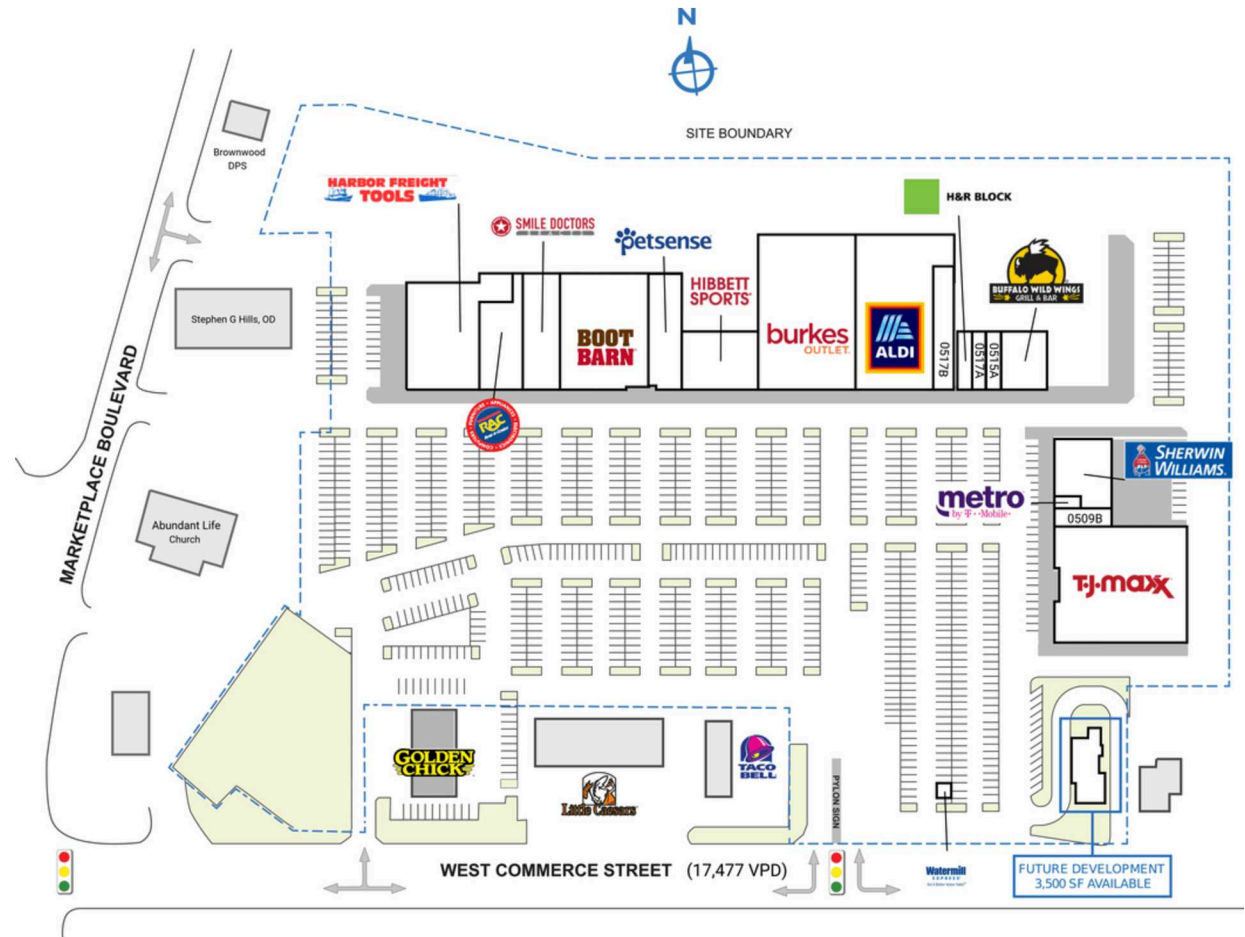 N
SITE BOUNDARY
Brownwood
DPS
HARBOR FREIGHT
TOOLS
SMILE DOCTORS
BRACES
petsense
HIBBETT
SPORTS
H&R BLOCK
BUFFALO WILD WINGS
GRILL & BAR
Stephen G Hills, OD
BOOT
BARN
burkes
OUTLET
ALDI
0517B
0517A
0515A
RAC
MARKETPLACE BOULEVARD
SHERWIN
WILLIAMS.
metro
by T-Mobile
0509B
Abundant Life
Church
T·J·maxx
GOLDEN
CHICK
Little Caesars
TACO
BELL
PYLON SIGN
WEST COMMERCE STREET (17,477 VPD)
Watermill
EXPRESS
FUTURE DEVELOPMENT
3,500 SF AVAILABLE